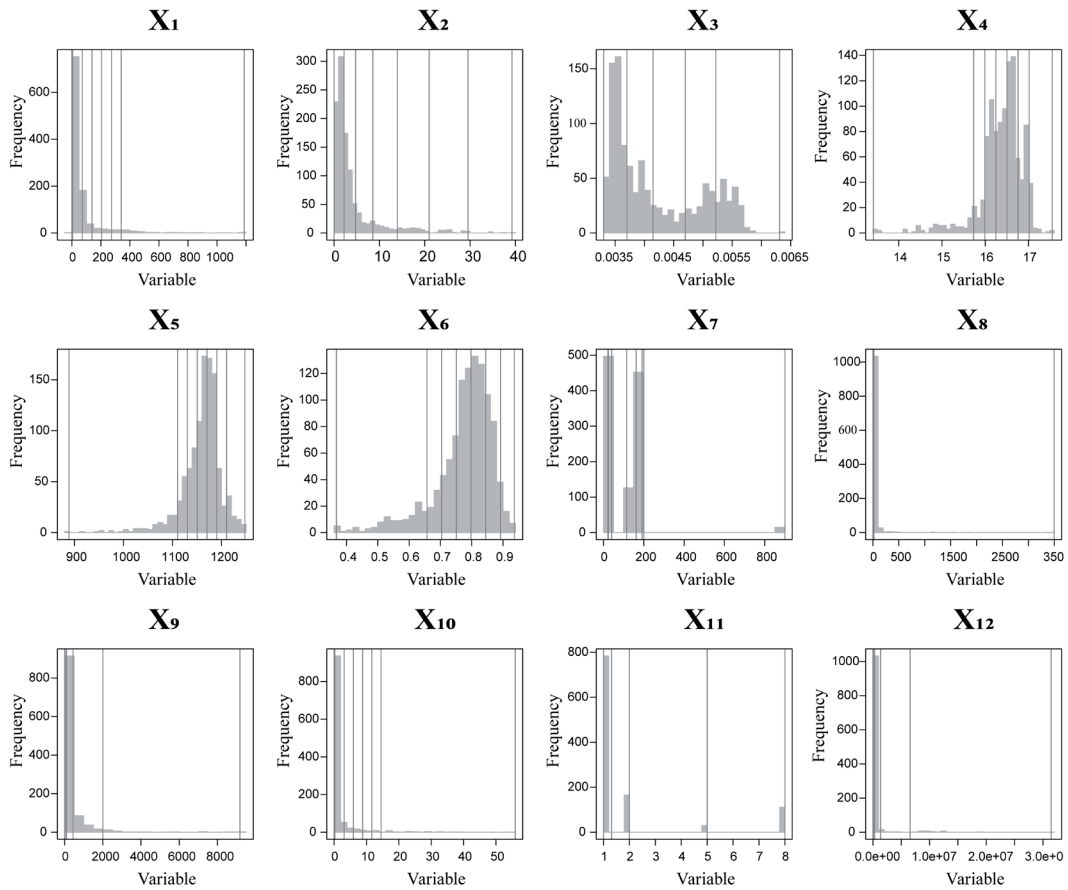 X₁ X₂ X₃ X₄
Frequency
600
400
200
0
0 200 400 600 800 1000
Variable
Frequency
300
250
200
150
100
50
0
0 10 20 30 40
Variable
Frequency
150
100
50
0
0.0035 0.0045 0.0055 0.0065
Variable
Frequency
140
120
100
80
60
40
20
0
14 15 16 17
Variable
X₅ X₆ X₇ X₈
Frequency
150
100
50
0
900 1000 1100 1200
Variable
Frequency
120
100
80
60
40
20
0
0.4 0.5 0.6 0.7 0.8 0.9
Variable
Frequency
500
400
300
200
100
0
0 200 400 600 800
Variable
Frequency
1000
800
600
400
200
0
0 500 1500 2500 350
Variable
X₉ X₁₀ X₁₁ X₁₂
Frequency
800
600
400
200
0
0 2000 4000 6000 8000
Variable
Frequency
800
600
400
200
0
0 10 20 30 40 50
Variable
Frequency
800
600
400
200
0
1 2 3 4 5 6 7 8
Variable
Frequency
1000
800
600
400
200
0
0.0e+00 1.0e+07 2.0e+07 3.0e+0
Variable